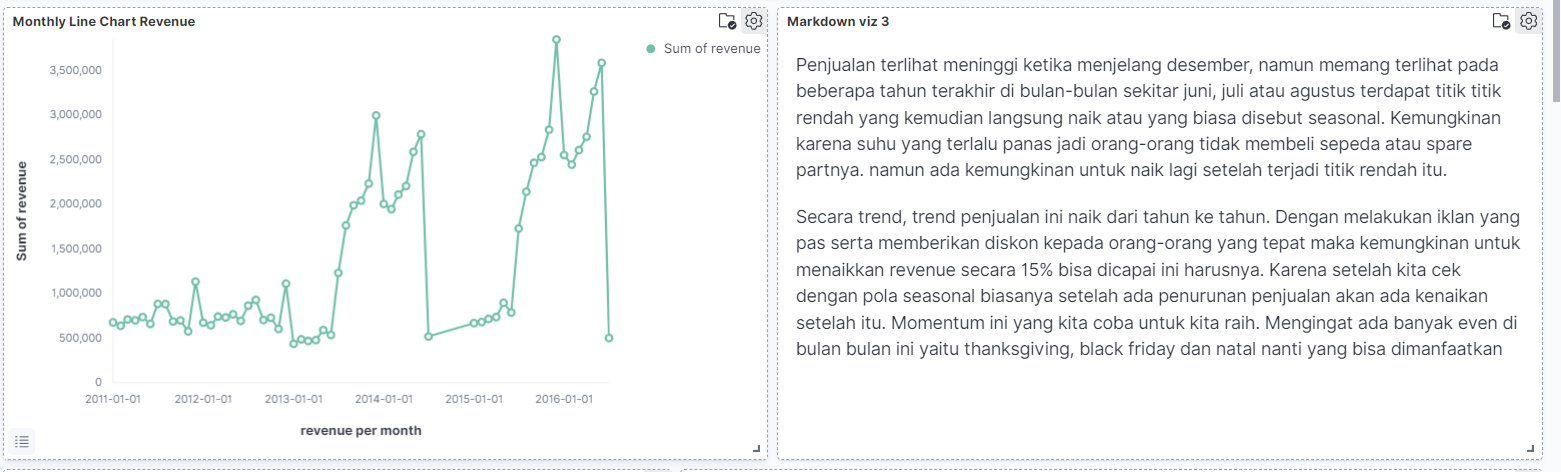 Monthly Line Chart Revenue
Sum of revenue
3,500,000
3,000,000
2,500,000
2,000,000
1,500,000
1,000,000
500,000
0
Sum of revenue
2011-01-01 2012-01-01 2013-01-01 2014-01-01 2015-01-01 2016-01-01
revenue per month
Markdown viz 3
Penjualan terlihat meninggi ketika menjelang desember, namun memang terlihat pada
beberapa tahun terakhir di bulan-bulan sekitar juni, juli atau agustus terdapat titik titik
rendah yang kemudian langsung naik atau yang biasa disebut seasonal. Kemungkinan
karena suhu yang terlalu panas jadi orang-orang tidak membeli sepeda atau spare
partnya. namun ada kemungkinan untuk naik lagi setelah terjadi titik rendah itu.
Secara trend, trend penjualan ini naik dari tahun ke tahun. Dengan melakukan iklan yang
pas serta memberikan diskon kepada orang-orang yang tepat maka kemungkinan untuk
menaikkan revenue secara 15% bisa dicapai ini harusnya. Karena setelah kita cek
dengan pola seasonal biasanya setelah ada penurunan penjualan akan ada kenaikan
setelah itu. Momentum ini yang kita coba untuk kita raih. Mengingat ada banyak even di
bulan bulan ini yaitu thanksgiving, black friday dan natal nanti yang bisa dimanfaatkan